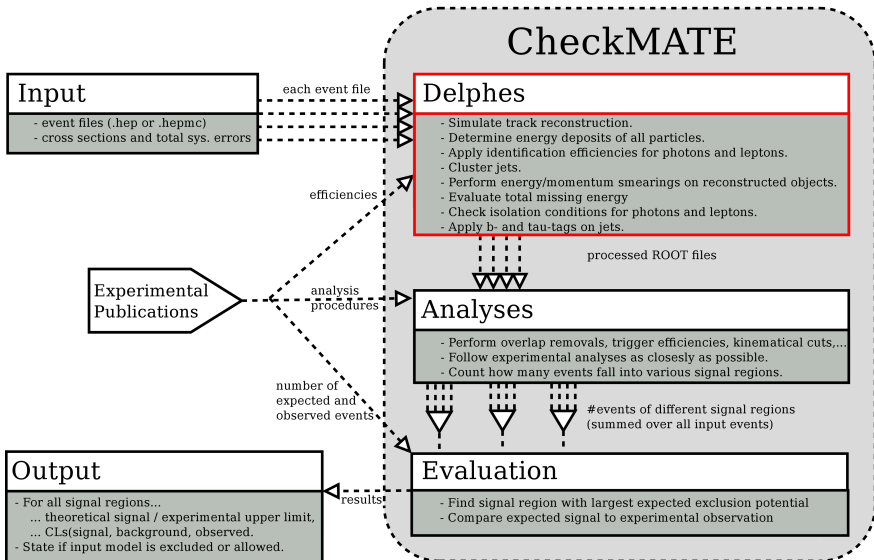 CheckMATE
Input
- event files (.hep or .hepmc)
- cross sections and total sys. errors
each event file
Delphes
- Simulate track reconstruction.
- Determine energy deposits of all particles.
- Apply identification efficiencies for photons and leptons.
- Cluster jets.
- Perform energy/momentum smearings on reconstructed objects.
- Evaluate total missing energy
- Check isolation conditions for photons and leptons.
- Apply b- and tau-tags on jets.
efficiencies
processed ROOT files
Experimental
Publications
analysis
procedures
Analyses
- Perform overlap removals, trigger efficiencies, kinematical cuts,...
- Follow experimental analyses as closesly as possible.
- Count how many events fall into various signal regions.
number of
expected and
observed events
#events of different signal regions
(summed over all input events)
Evaluation
- Find signal region with largest expected exclusion potential
- Compare expected signal to experimental observation
results
Output
- For all signal regions...
... theoretical signal / experimental upper limit,
... CLs(signal, background, observed.
- State if input model is excluded or allowed.